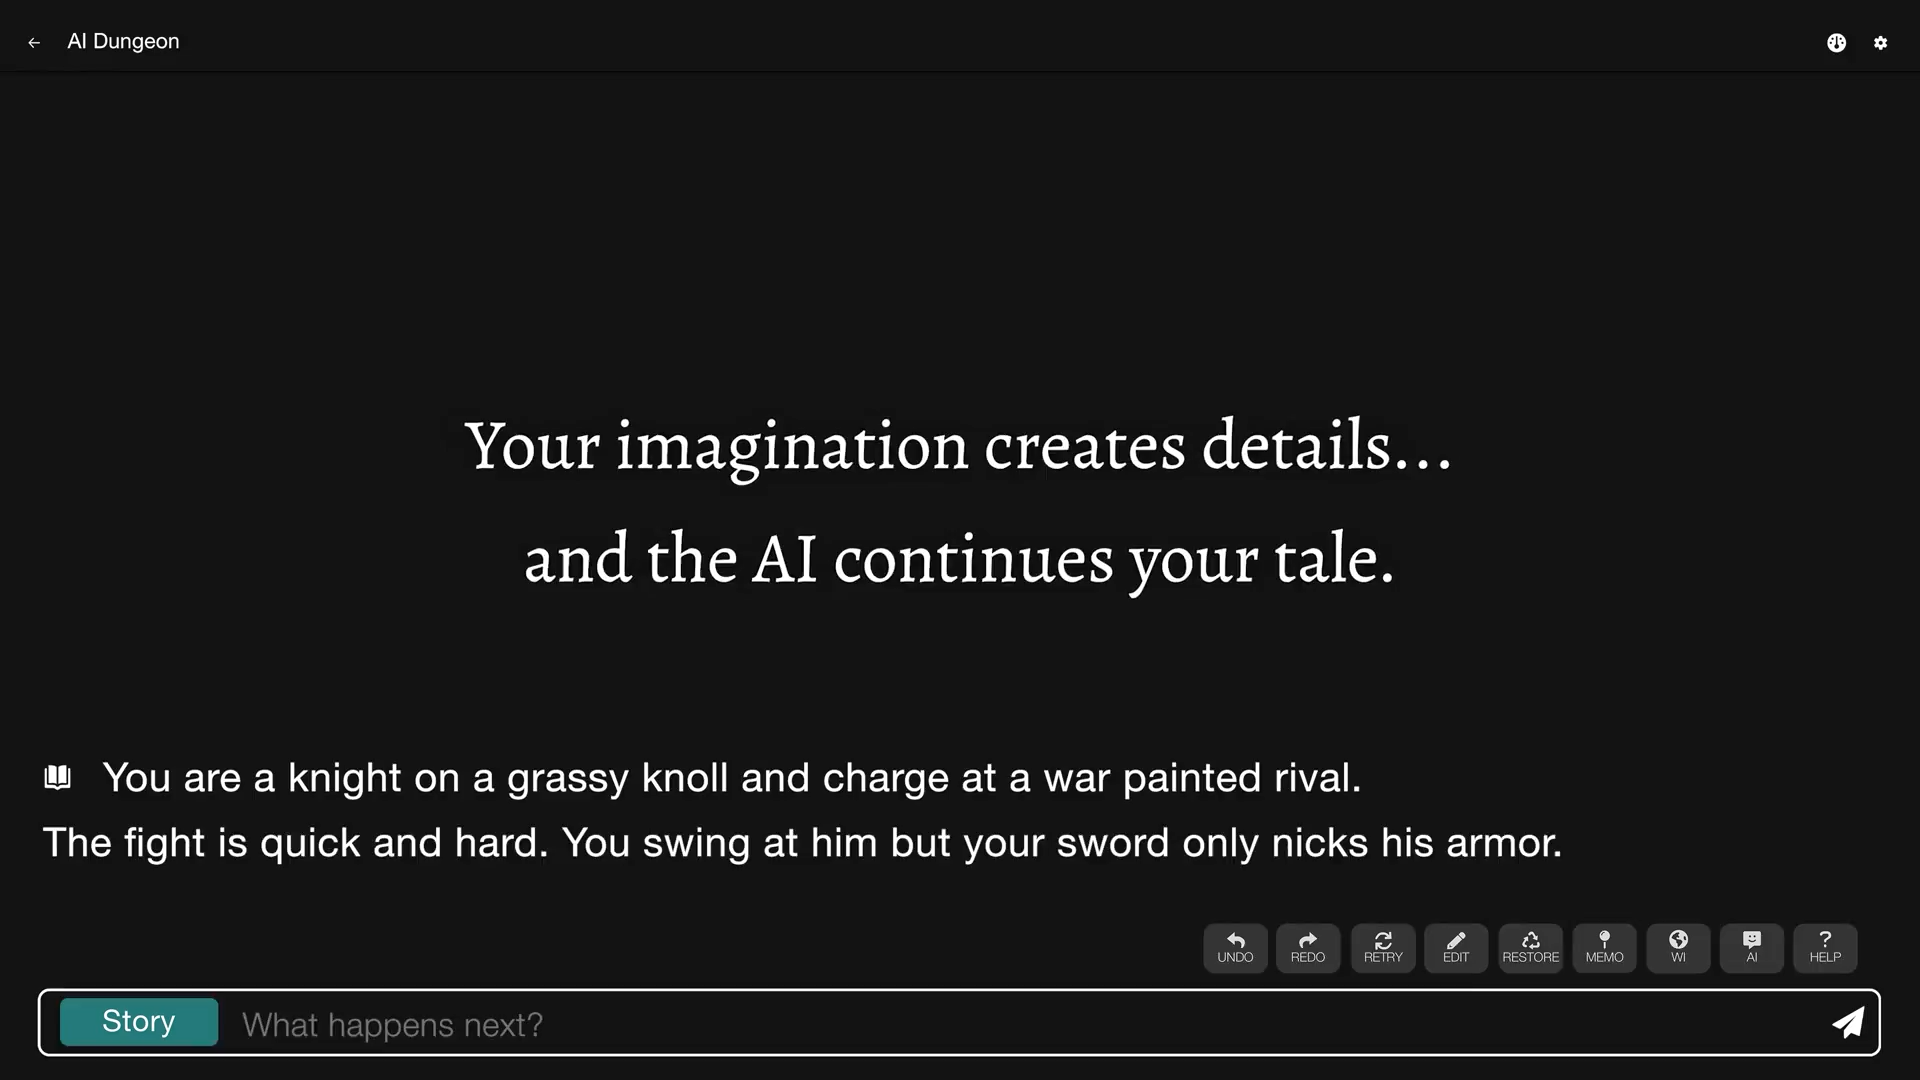 AI Dungeon
Your imagination creates details...
and the AI continues your tale.
You are a knight on a grassy knoll and charge at a war painted rival.
The fight is quick and hard. You swing at him but your sword only nicks his armor.
UNDO REDO RETRY EDIT RESTORE MEMO WI AI HELP
Story What happens next?